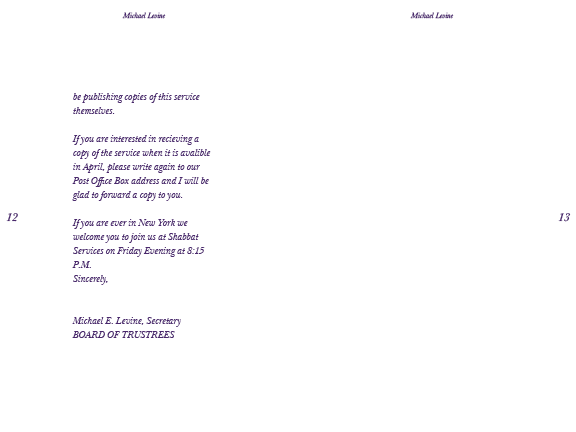 Michael Levine
Michael Levine
be publishing copies of this service
themselves.
If you are interested in recieving a
copy of the service when it is avalible
in April, please write again to our
Post Office Box address and I will be
glad to forward a copy to you.
12
13
If you are ever in New York we
welcome you to join us at Shabbat
Services on Friday Evening at 8:15
P.M.
Sincerely,
Michael E. Levine, Secretary
BOARD OF TRUSTREES